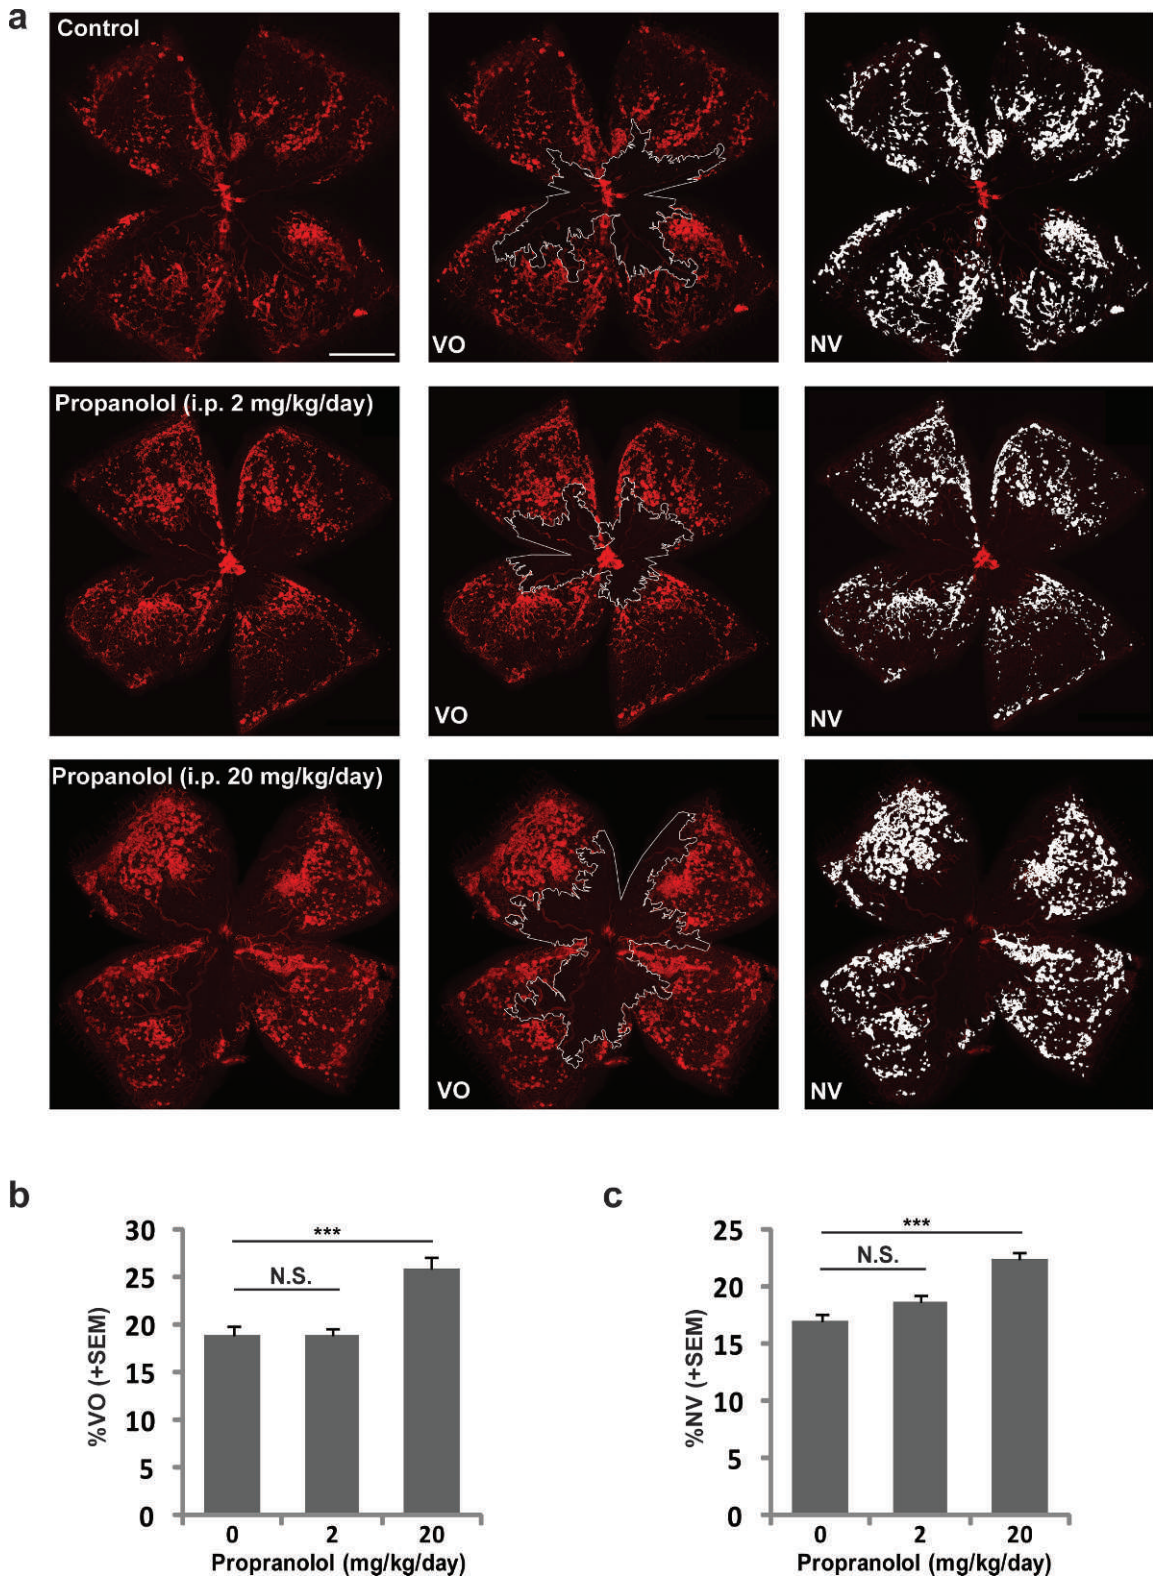 a
Control
VO
NV
Propanolol (i.p. 2 mg/kg/day)
VO
NV
Propanolol (i.p. 20 mg/kg/day)
VO
NV
b
%VO (+SEM)
30
25
20
15
10
5
0
***
N.S.
0 2 20
Propranolol (mg/kg/day)
c
%NV (+SEM)
25
20
15
10
5
0
***
N.S.
0 2 20
Propranolol (mg/kg/day)